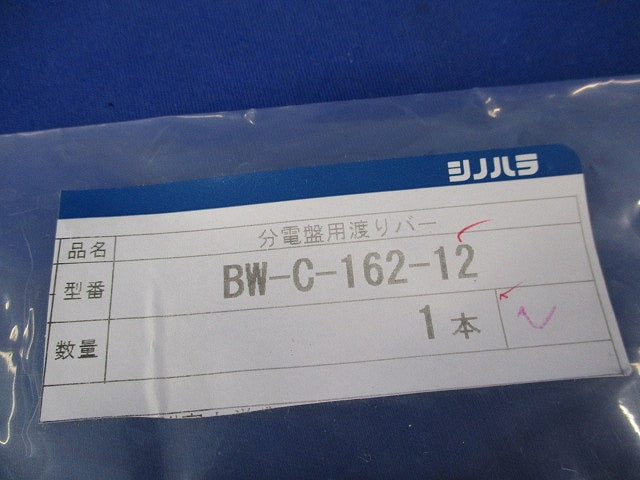 シノハラ
品名 分電盤用渡りバー
型番 BW-C-162-12
数量 1本